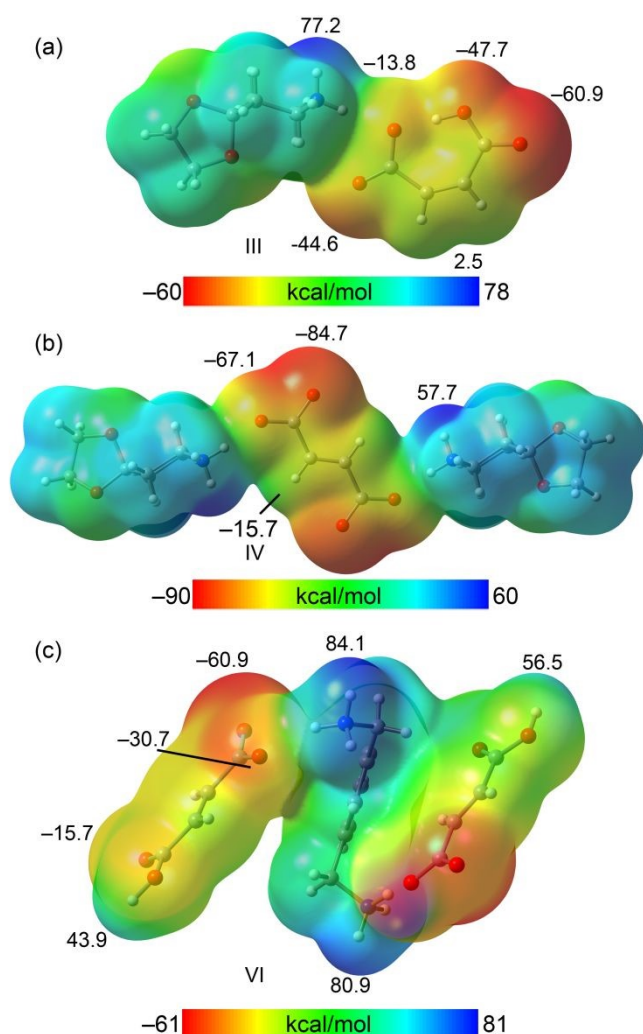 (a)
77.2
–13.8
–47.7
–60.9
III
-44.6
2.5
–60 kcal/mol 78
(b)
–84.7
–67.1
57.7
–15.7
IV
–90 kcal/mol 60
(c)
–60.9
84.1
56.5
–30.7
–15.7
43.9
VI
80.9
–61 kcal/mol 81